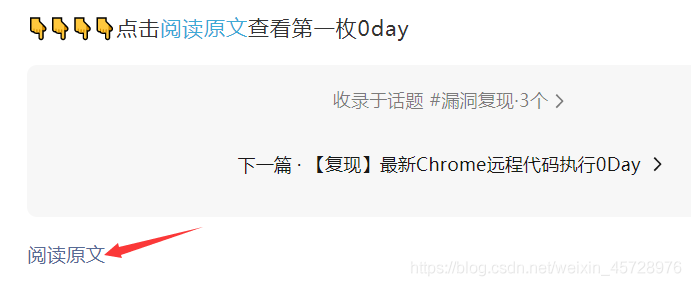 👇👇👇👇点击阅读原文查看第一枚0day
收录于话题 #漏洞复现·3个 >
下一篇 · 【复现】最新Chrome远程代码执行0Day >
阅读原文
https://blog.csdn.net/weixin_45728976